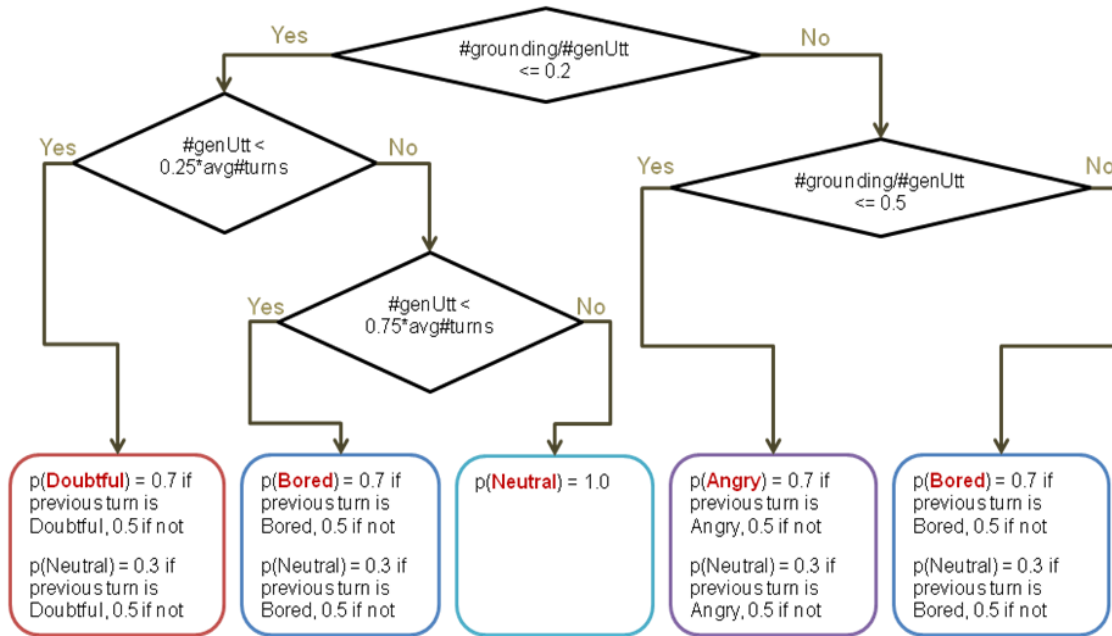 Yes
#grounding/#genUtt
<= 0.2
No
Yes
#genUtt <
0.25*avg#turns
No
Yes
#grounding/#genUtt
<= 0.5
No
Yes
#genUtt <
0.75*avg#turns
No
p(Doubtful) = 0.7 if
previous turn is
Doubtful, 0.5 if not
p(Neutral) = 0.3 if
previous turn is
Doubtful, 0.5 if not
p(Bored) = 0.7 if
previous turn is
Bored, 0.5 if not
p(Neutral) = 0.3 if
previous turn is
Bored, 0.5 if not
p(Neutral) = 1.0
p(Angry) = 0.7 if
previous turn is
Angry, 0.5 if not
p(Neutral) = 0.3 if
previous turn is
Angry, 0.5 if not
p(Bored) = 0.7 if
previous turn is
Bored, 0.5 if not
p(Neutral) = 0.3 if
previous turn is
Bored, 0.5 if not